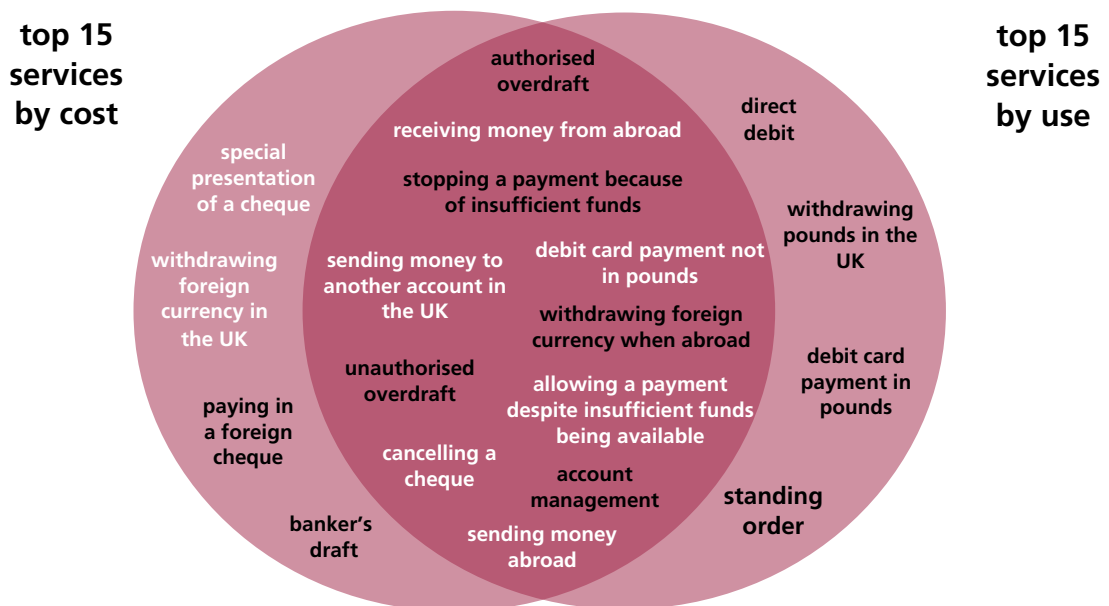 top 15
services
by cost
top 15
services
by use
special
presentation
of a cheque
withdrawing
foreign
currency in
the UK
paying in
a foreign
cheque
banker's
draft
authorised
overdraft
receiving money from abroad
stopping a payment because
of insufficient funds
sending money to
another account in
the UK
debit card payment not
in pounds
withdrawing foreign
currency when abroad
unauthorised
overdraft
allowing a payment
despite insufficient funds
being available
cancelling a
cheque
account
management
sending money
abroad
direct
debit
withdrawing
pounds in the
UK
debit card
payment in
pounds
standing
order